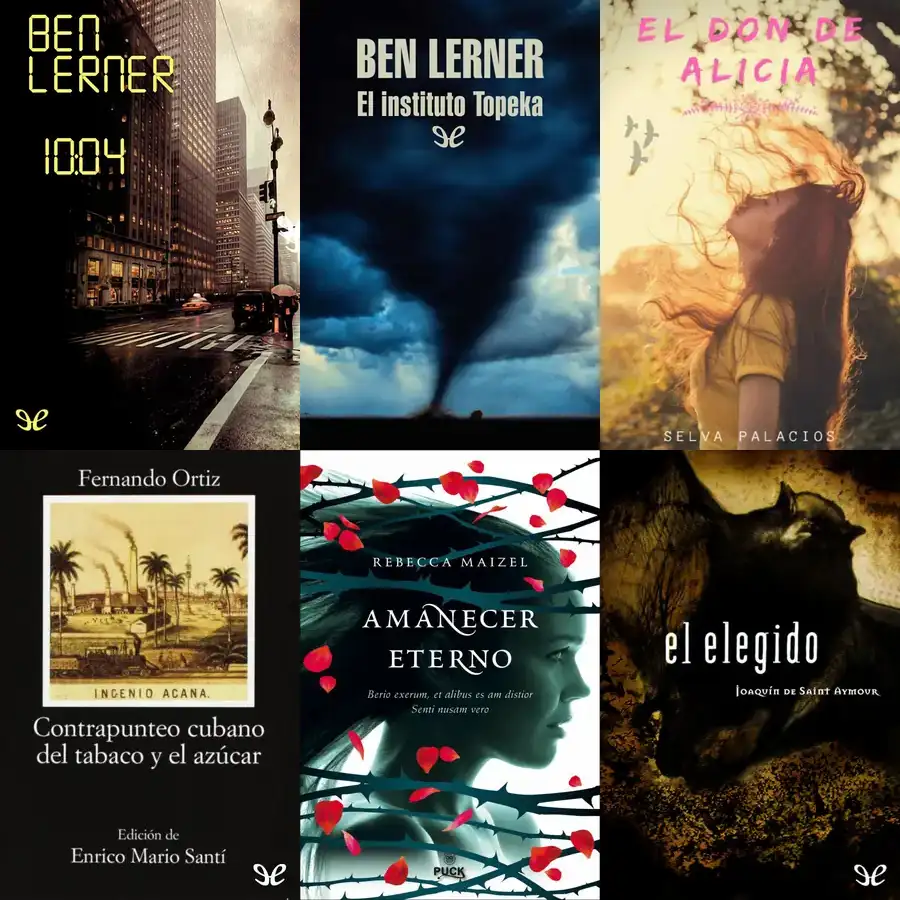 BEN
LERNER
10:04
BEN LERNER
El instituto Topeka
EL DON DE
ALICIA
SELVA PALACIOS
Fernando Ortiz
INGENIO ACANA.
Contrapunteo cubano
del tabaco y el azúcar
Edición de
Enrico Mario Santí
REBECCA MAIZEL
AMANECER
ETERNO
Berio exerum, et alibus es am distior
Senti nusam vero
PUCK
el elegido
Joaquín de Saint Aymour